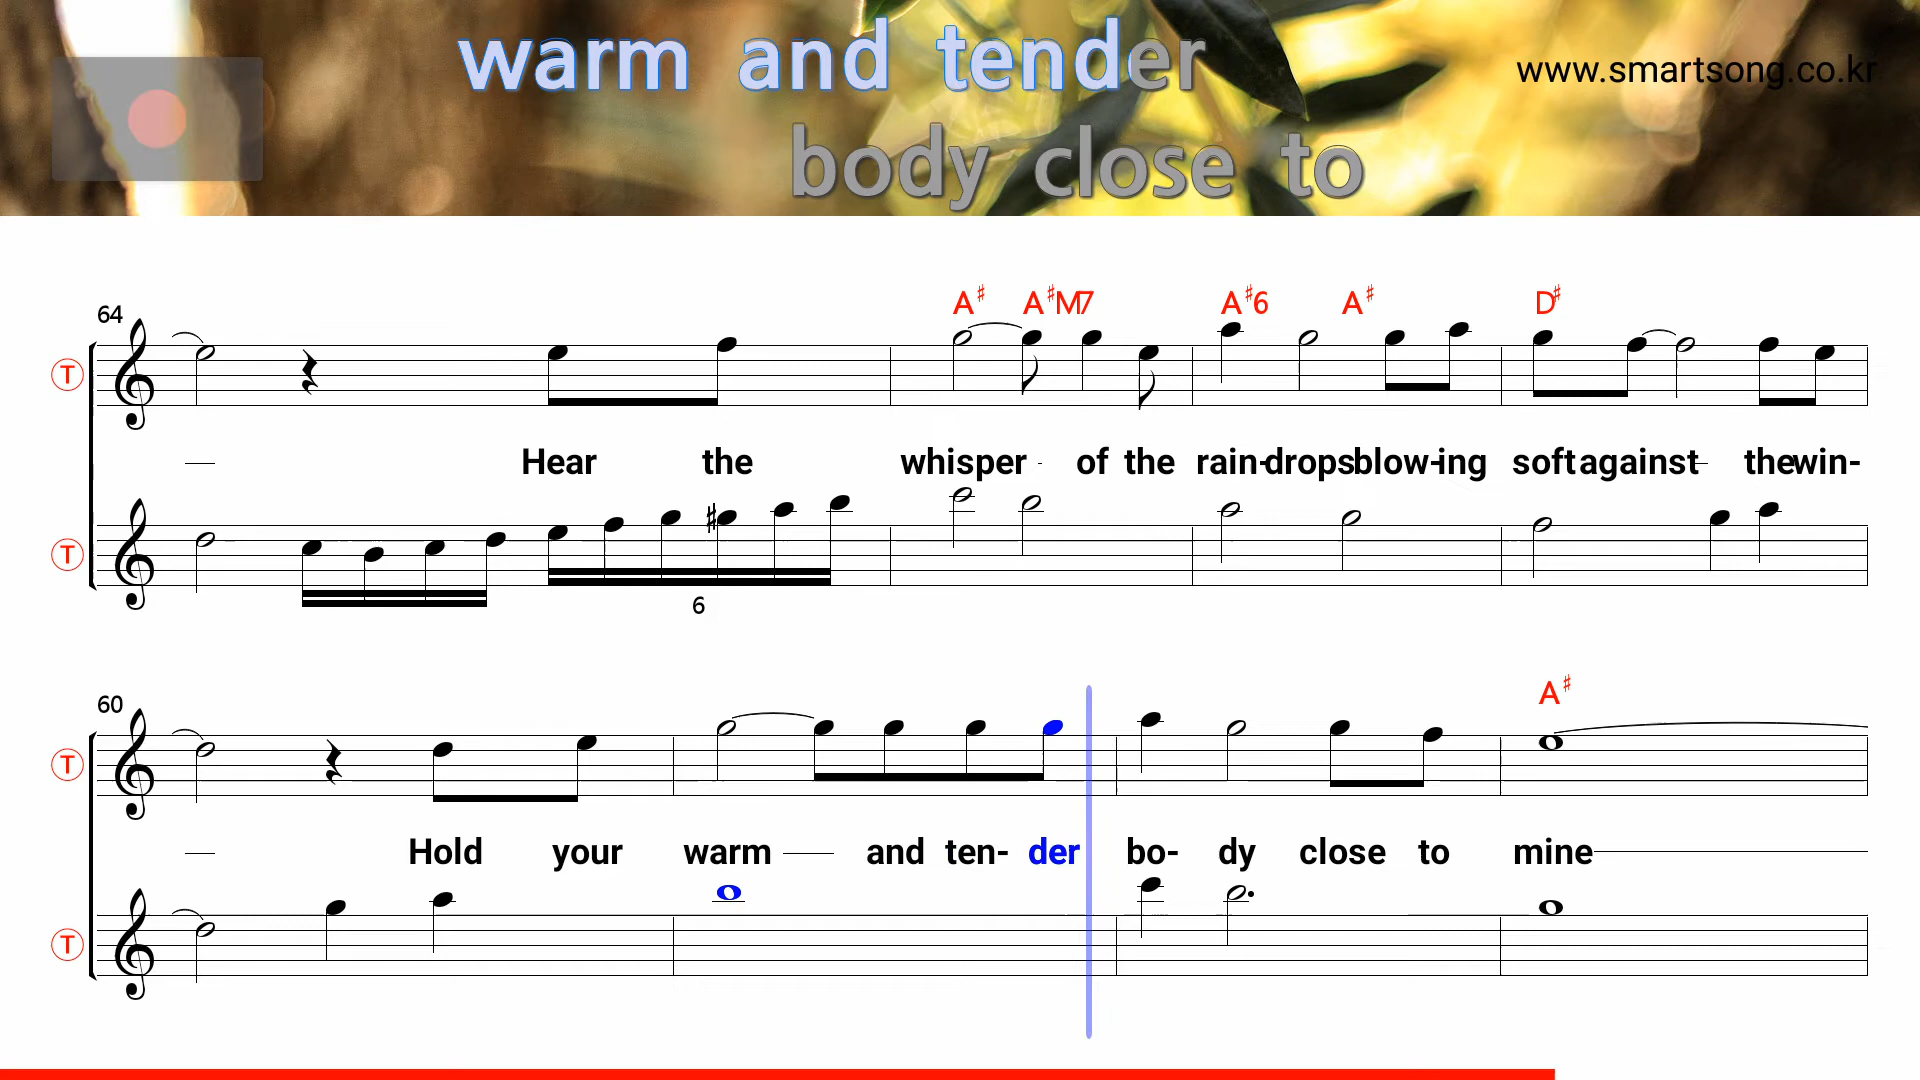 warm and tender
www.smartsong.co.kr
body close to
64
A♯ A♯M7 A♯6 A♯ D♯
T
Hear the whisper - of the rain-drops blow-ing soft against the win-
T
6
60
A♯
T
Hold your warm and ten- der bo- dy close to mine
T